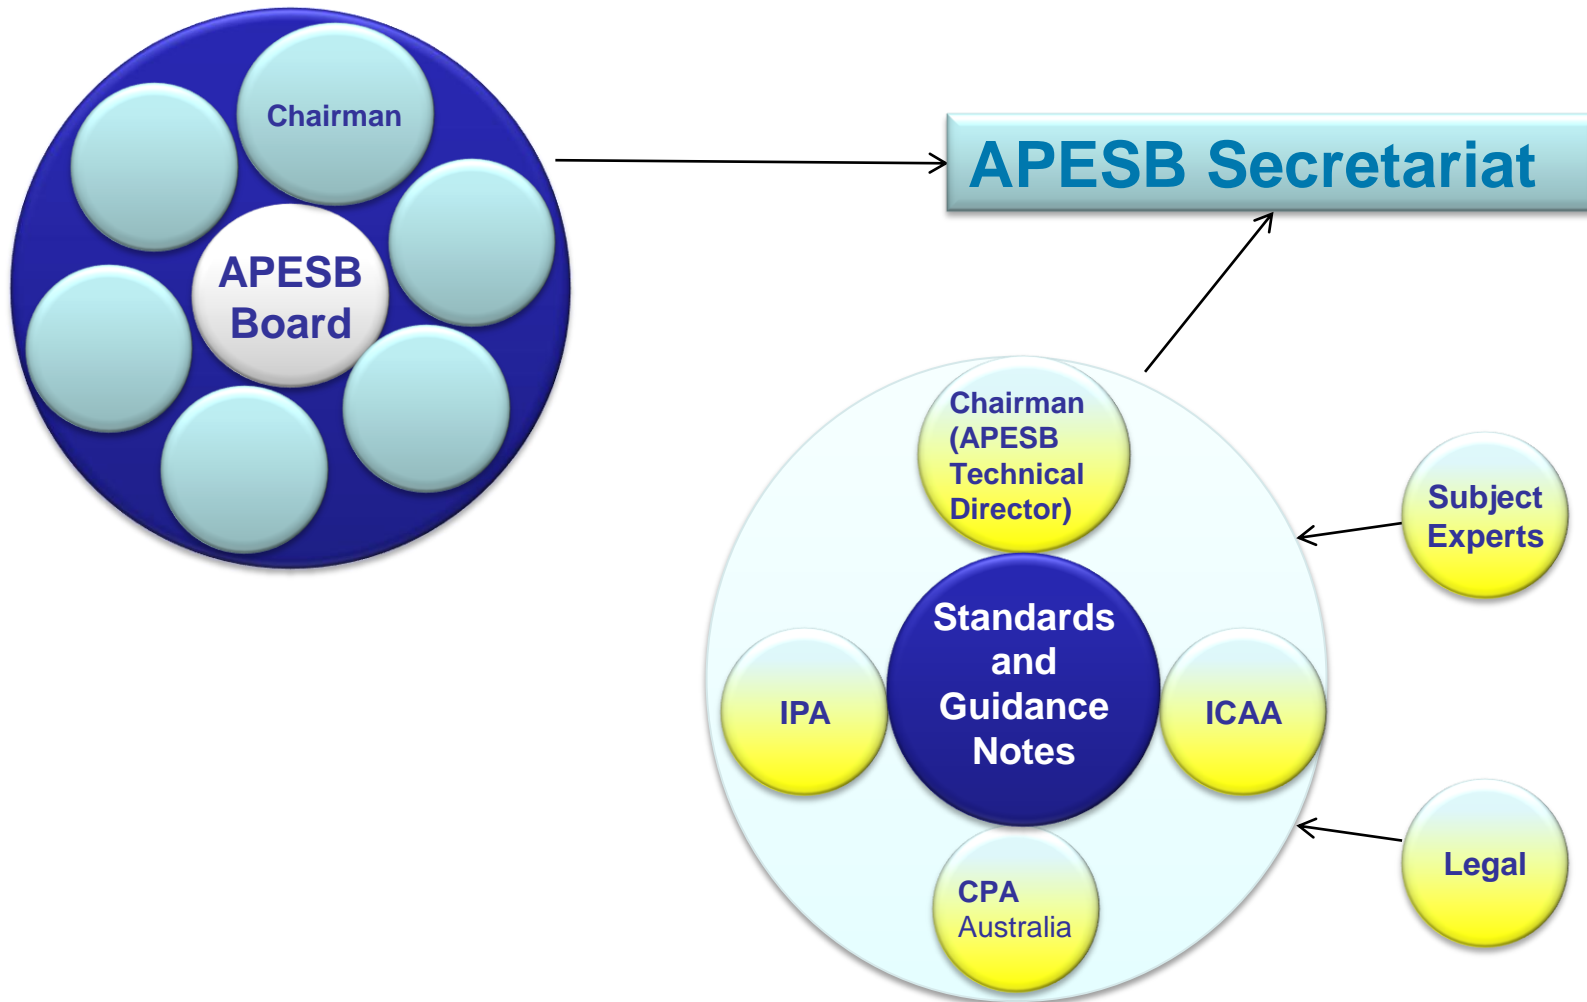 Chairman
APESB
Board
APESB Secretariat
Chairman
(APESB
Technical
Director)
Subject
Experts
Standards
and
Guidance
Notes
IPA
ICAA
CPA
Australia
Legal